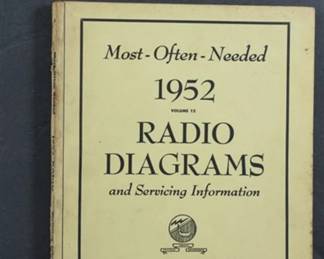 Most-Often-Needed
1952
VOLUME 12
RADIO
DIAGRAMS
and Servicing Information